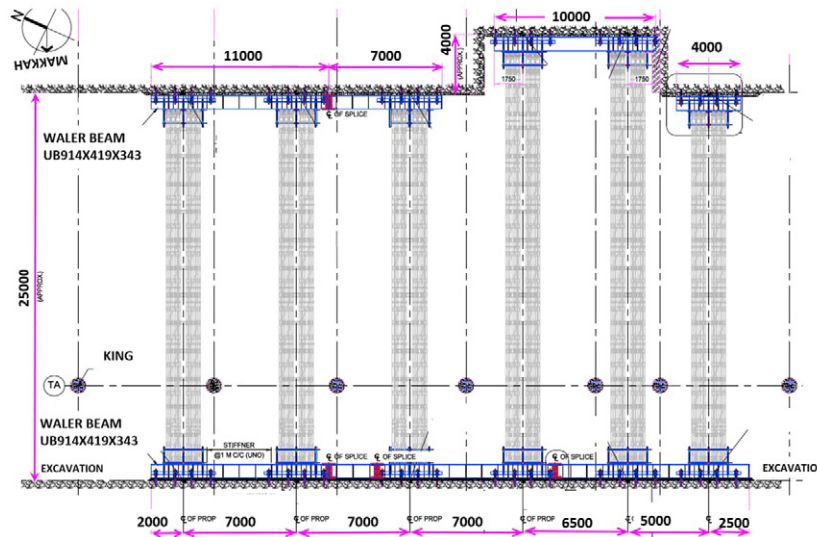 10000
11000
7000
4000
(APPROX.)
4000
N
MAKKAH
1750
1750
℄ OF SPLICE
WALER BEAM
UB914X419X343
25000
(APPROX.)
KING
TA
WALER BEAM
UB914X419X343
STIFFNER
@1 M C/C (UNO)
℄ OF SPLICE
℄ OF SPLICE
℄ OF SPLICE
EXCAVATION
EXCAVATIO
2000
℄ OF PROP
7000
℄ OF PROP
7000
℄ OF PROP
7000
℄ OF PROP
6500
℄
5000
℄
2500